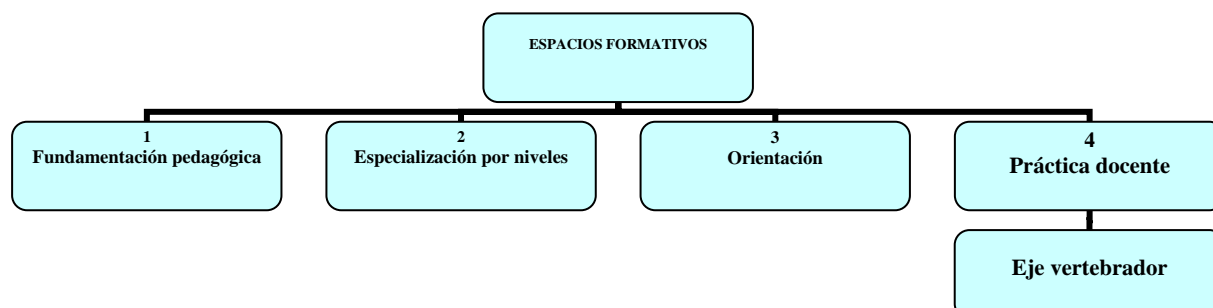 ESPACIOS FORMATIVOS
1
Fundamentación pedagógica
2
Especialización por niveles
3
Orientación
4
Práctica docente
Eje vertebrador